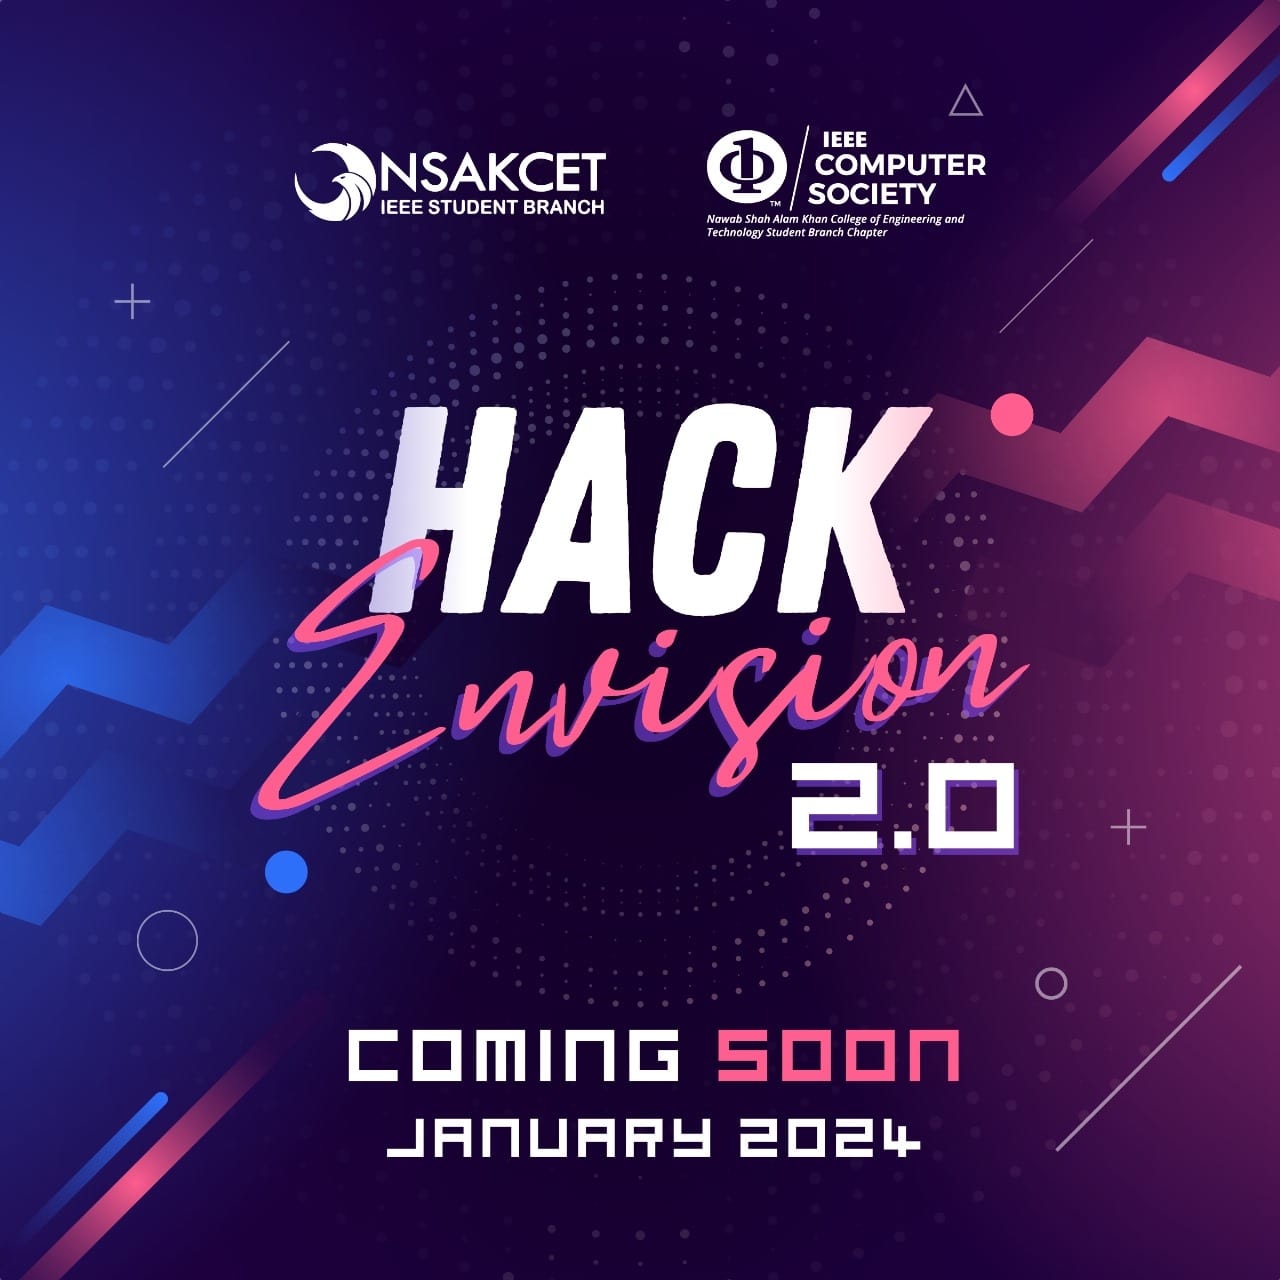 NSAKCET
IEEE STUDENT BRANCH
IEEE
COMPUTER
SOCIETY
TM
Nawab Shah Alam Khan College of Engineering and
Technology Student Branch Chapter
HACK
Envision
2.0
COMING SOON
JANUARY 2024